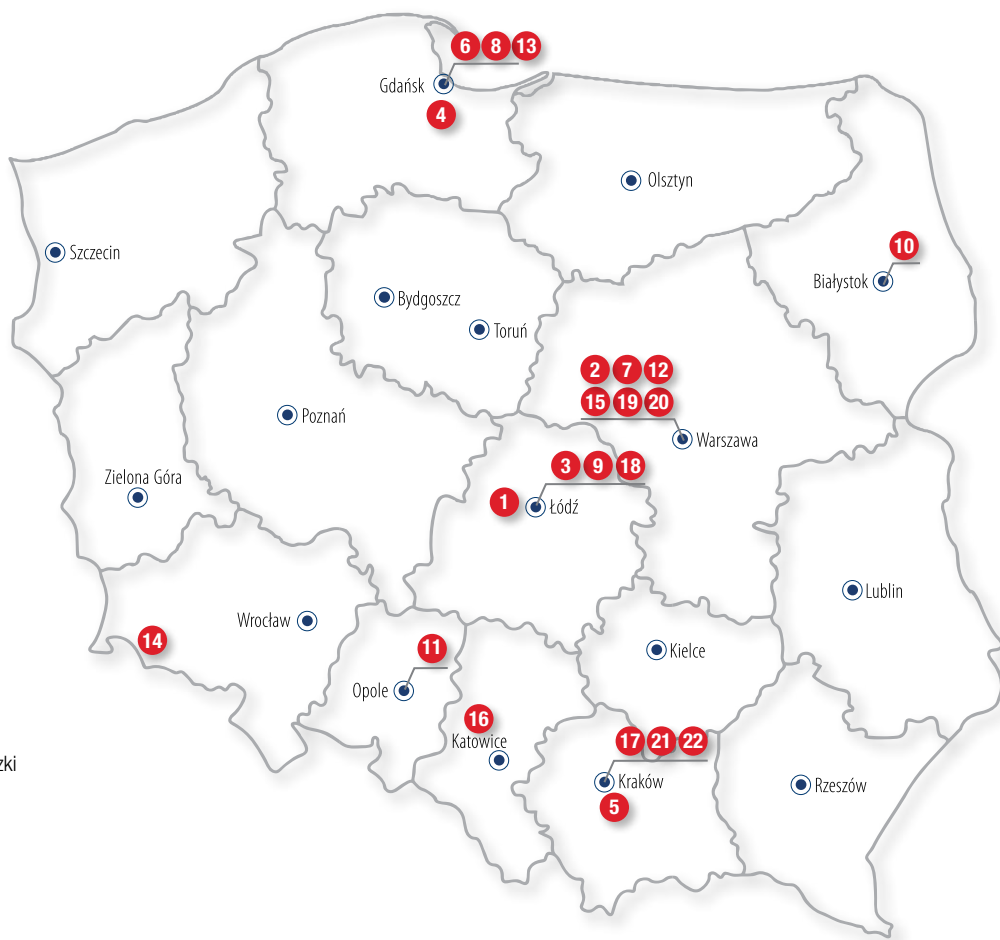 6 8 13
Gdańsk
4
Olsztyn
10
Szczecin
Białystok
Bydgoszcz
Toruń
2 7 12
15 19 20
Poznań
Warszawa
3 9 18
Zielona Góra
1
Łódź
Lublin
Wrocław
14
11
Kielce
Opole
16
Katowice
17 21 22
Kraków
Rzeszów
5